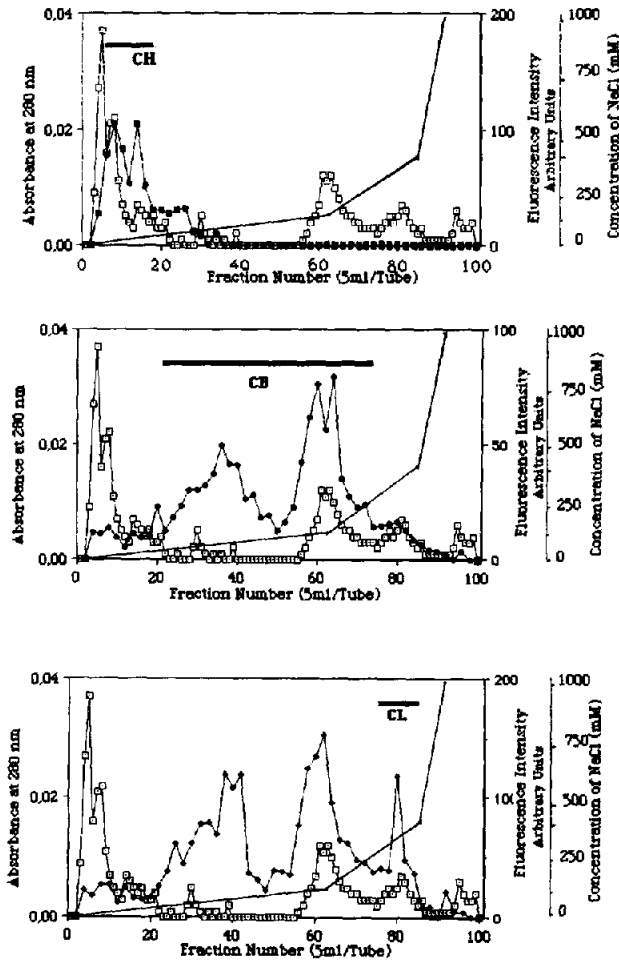 Absorbance at 280 nm
0.04
0.02
0.00
CH
0 20 40 60 80 100
Fraction Number (5ml/Tube)
200
100
0
Fluorescence Intensity
Arbitrary Units
1000
750
500
250
0
Concentration of NaCl (mM)
Absorbance at 280 nm
0.04
0.02
0.00
CB
0 20 40 60 80 100
Fraction Number (5ml/Tube)
100
50
0
Fluorescence Intensity
Arbitrary Units
1000
750
500
250
0
Concentration of NaCl (mM)
Absorbance at 280 nm
0.04
0.02
0.00
CL
0 20 40 60 80 100
Fraction Number (5ml/Tube)
200
100
0
Fluorescence Intensity
Arbitrary Units
1000
750
500
250
0
Concentration of NaCl (mM)